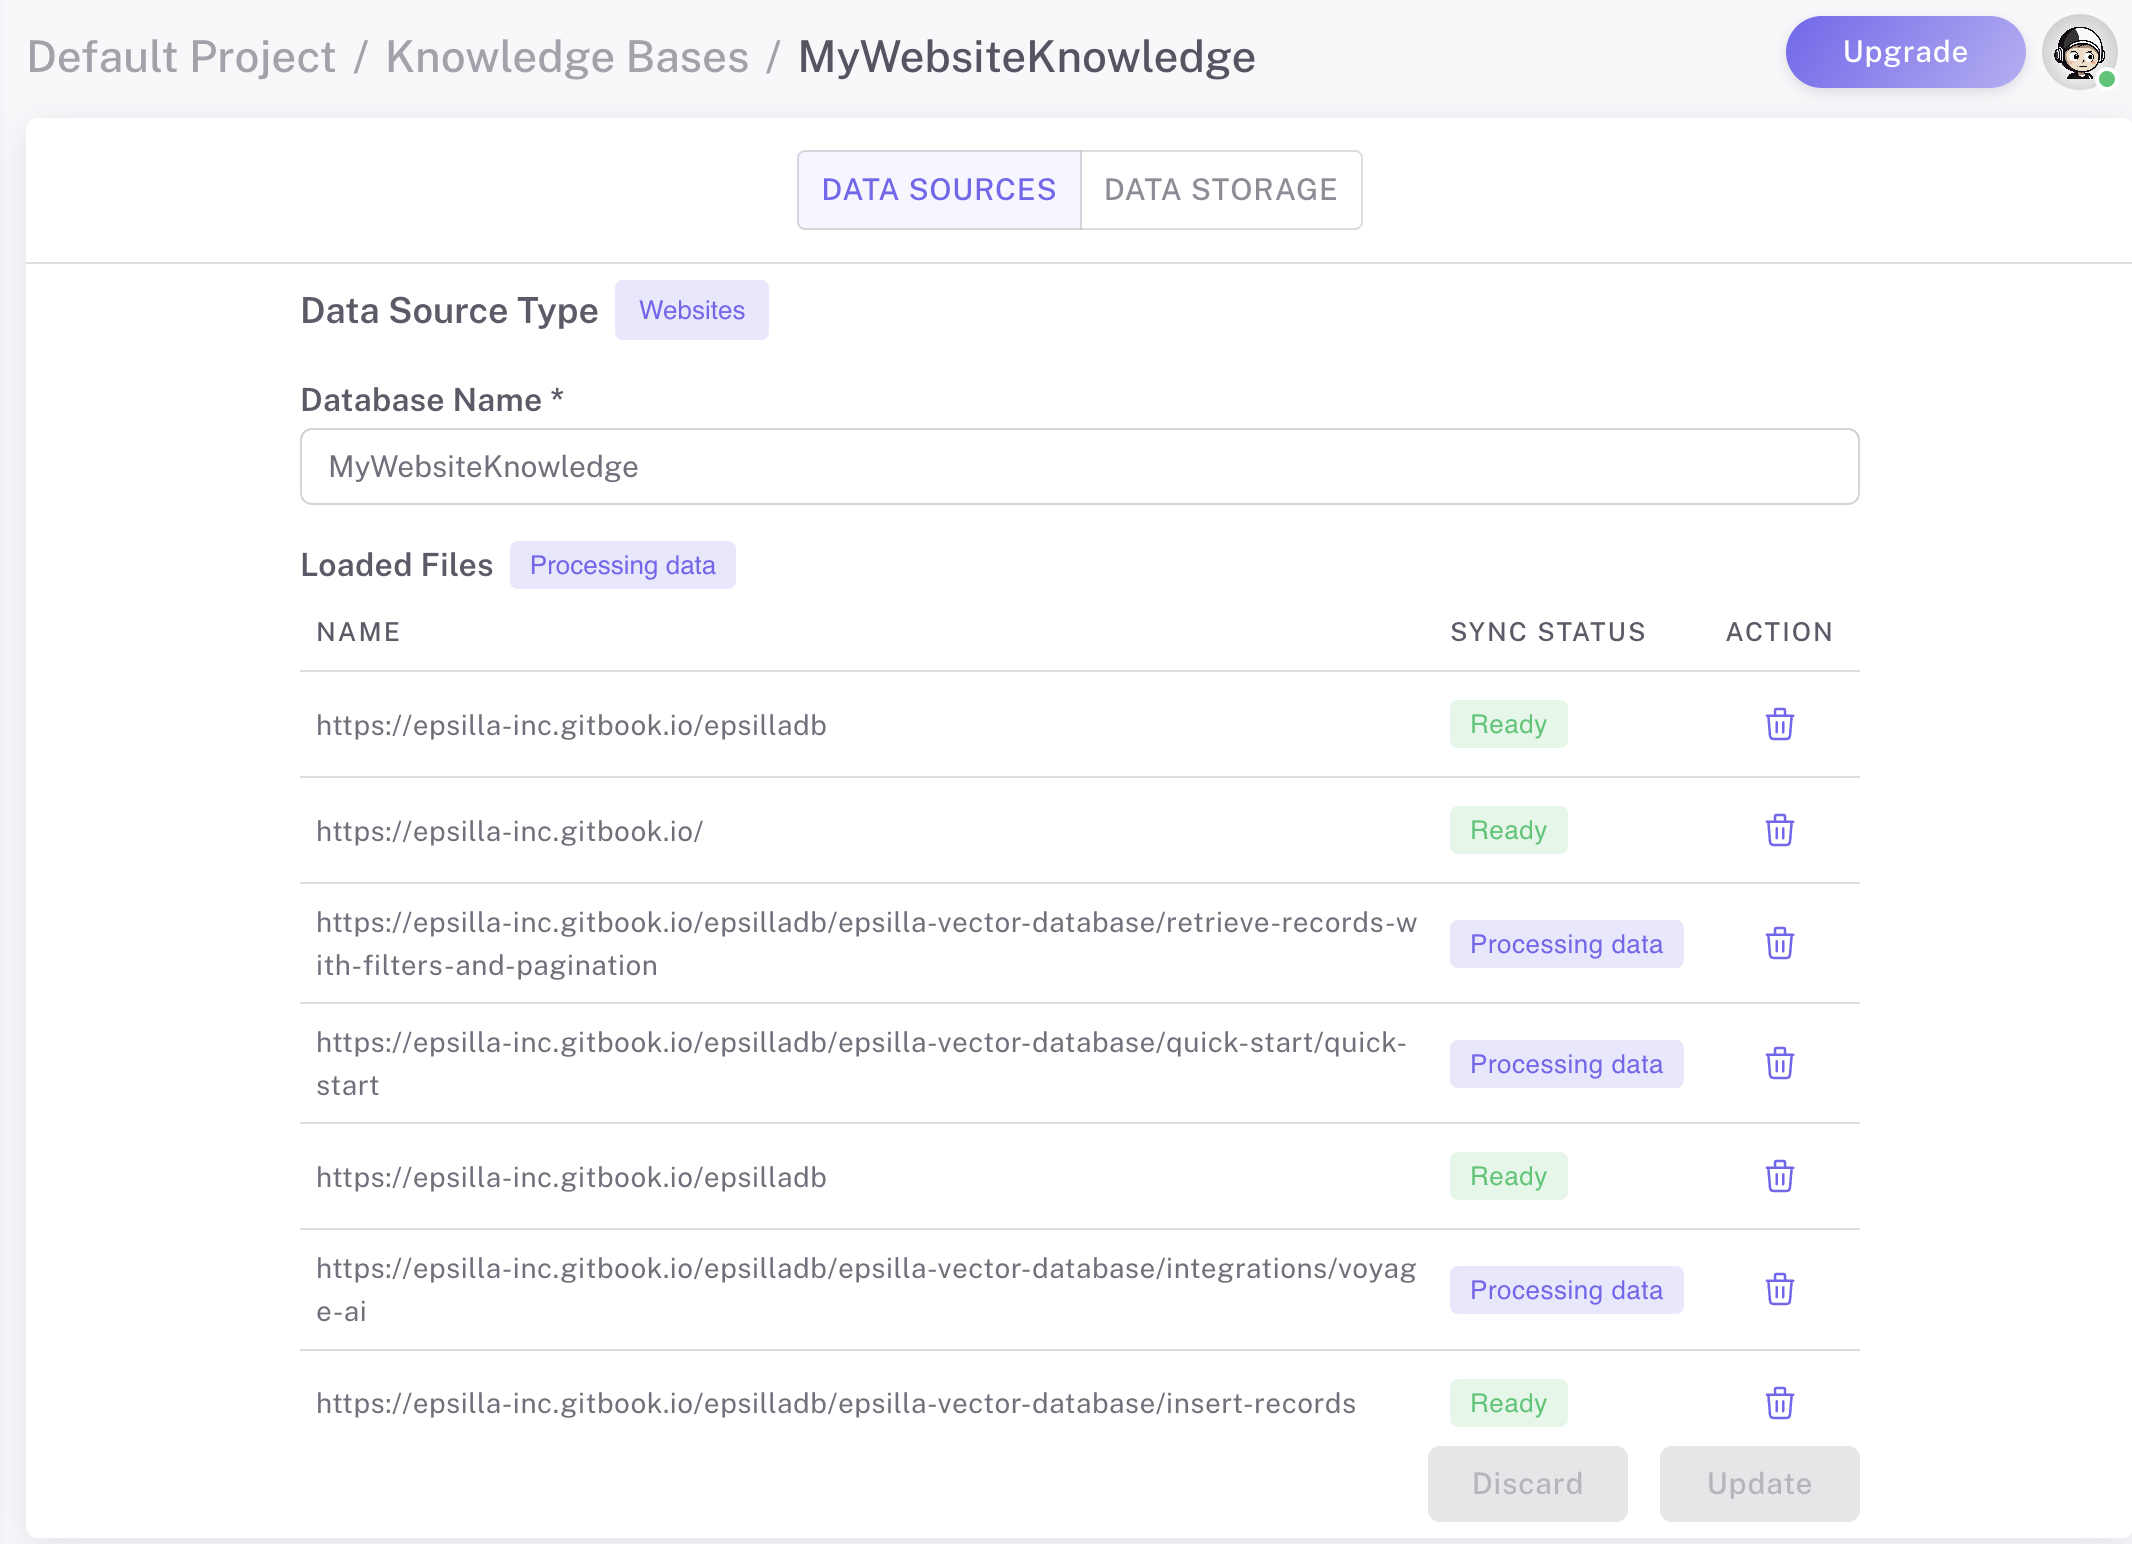 Default Project / Knowledge Bases / MyWebsiteKnowledge
Upgrade
DATA SOURCES
DATA STORAGE
Data Source Type
Websites
Database Name *
MyWebsiteKnowledge
Loaded Files
Processing data
NAME
SYNC STATUS
ACTION
https://epsilla-inc.gitbook.io/epsilladb
Ready
https://epsilla-inc.gitbook.io/
Ready
https://epsilla-inc.gitbook.io/epsilladb/epsilla-vector-database/retrieve-records-w
ith-filters-and-pagination
Processing data
https://epsilla-inc.gitbook.io/epsilladb/epsilla-vector-database/quick-start/quick-
start
Processing data
https://epsilla-inc.gitbook.io/epsilladb
Ready
https://epsilla-inc.gitbook.io/epsilladb/epsilla-vector-database/integrations/voyag
e-ai
Processing data
https://epsilla-inc.gitbook.io/epsilladb/epsilla-vector-database/insert-records
Ready
Discard
Update